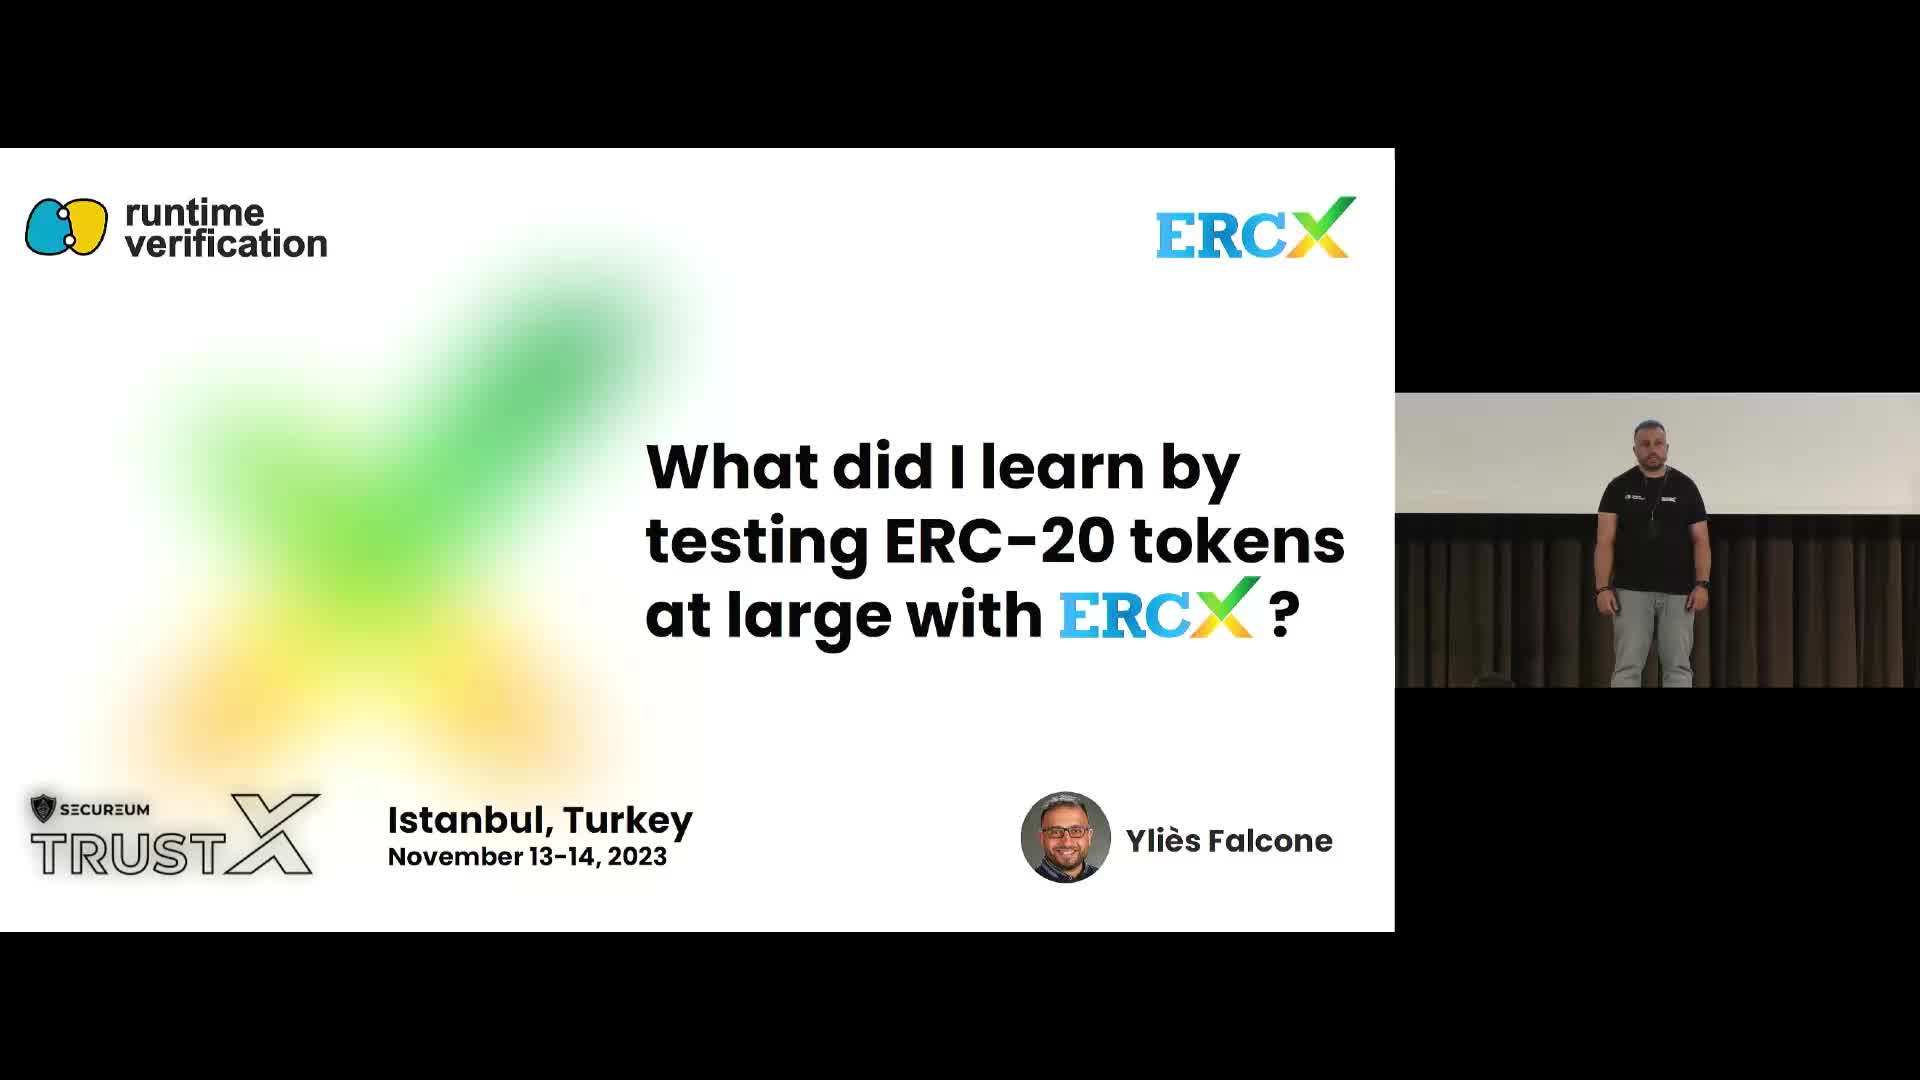 runtime
verification
ERCX
What did I learn by
testing ERC-20 tokens
at large with ERCX ?
SECUREUM
TRUSTX
Istanbul, Turkey
November 13-14, 2023
Yliès Falcone